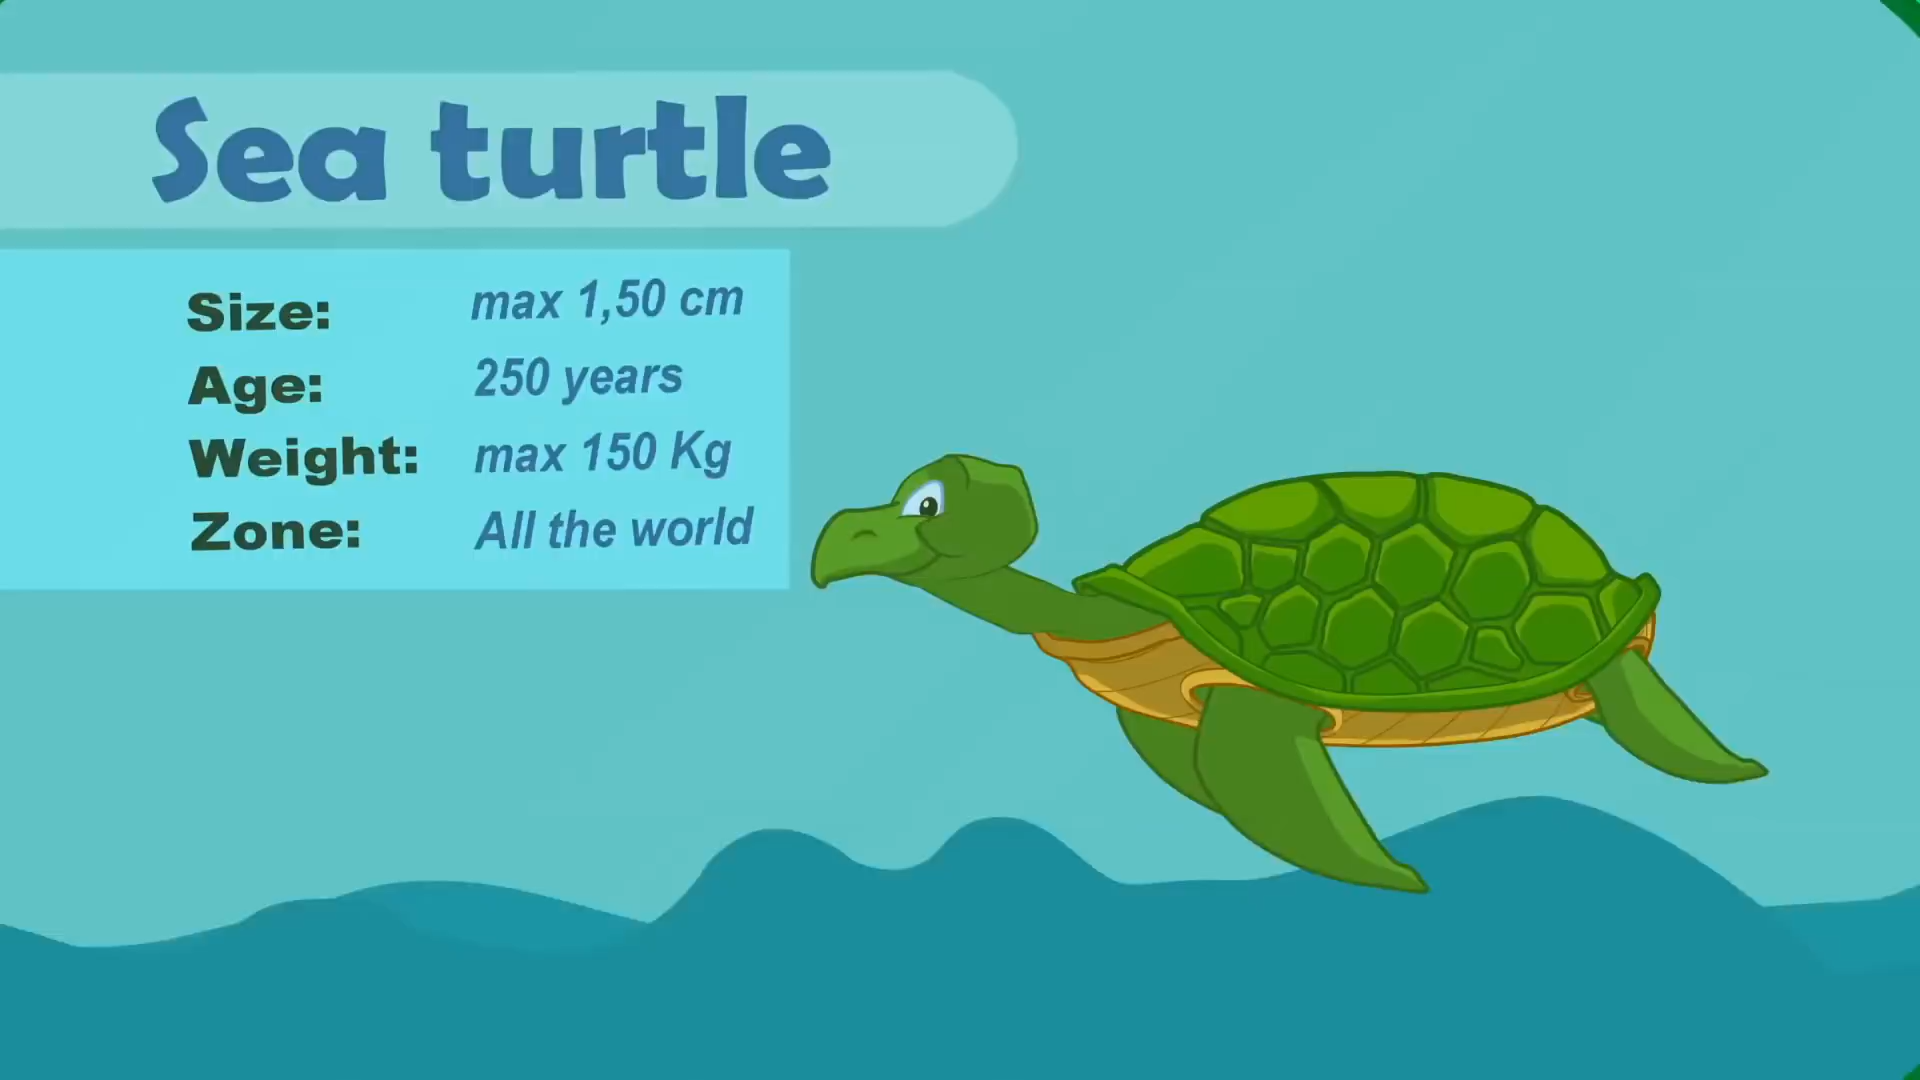 Sea turtle
Size: max 1,50 cm
Age: 250 years
Weight: max 150 Kg
Zone: All the world